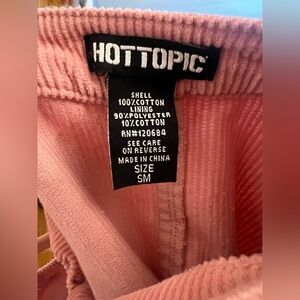 HOTTOPIC
SHELL
100%COTTON
LINING
90%POLYESTER
10%COTTON
RN#120684
SEE CARE
ON REVERSE
MADE IN CHINA
SIZE
SM